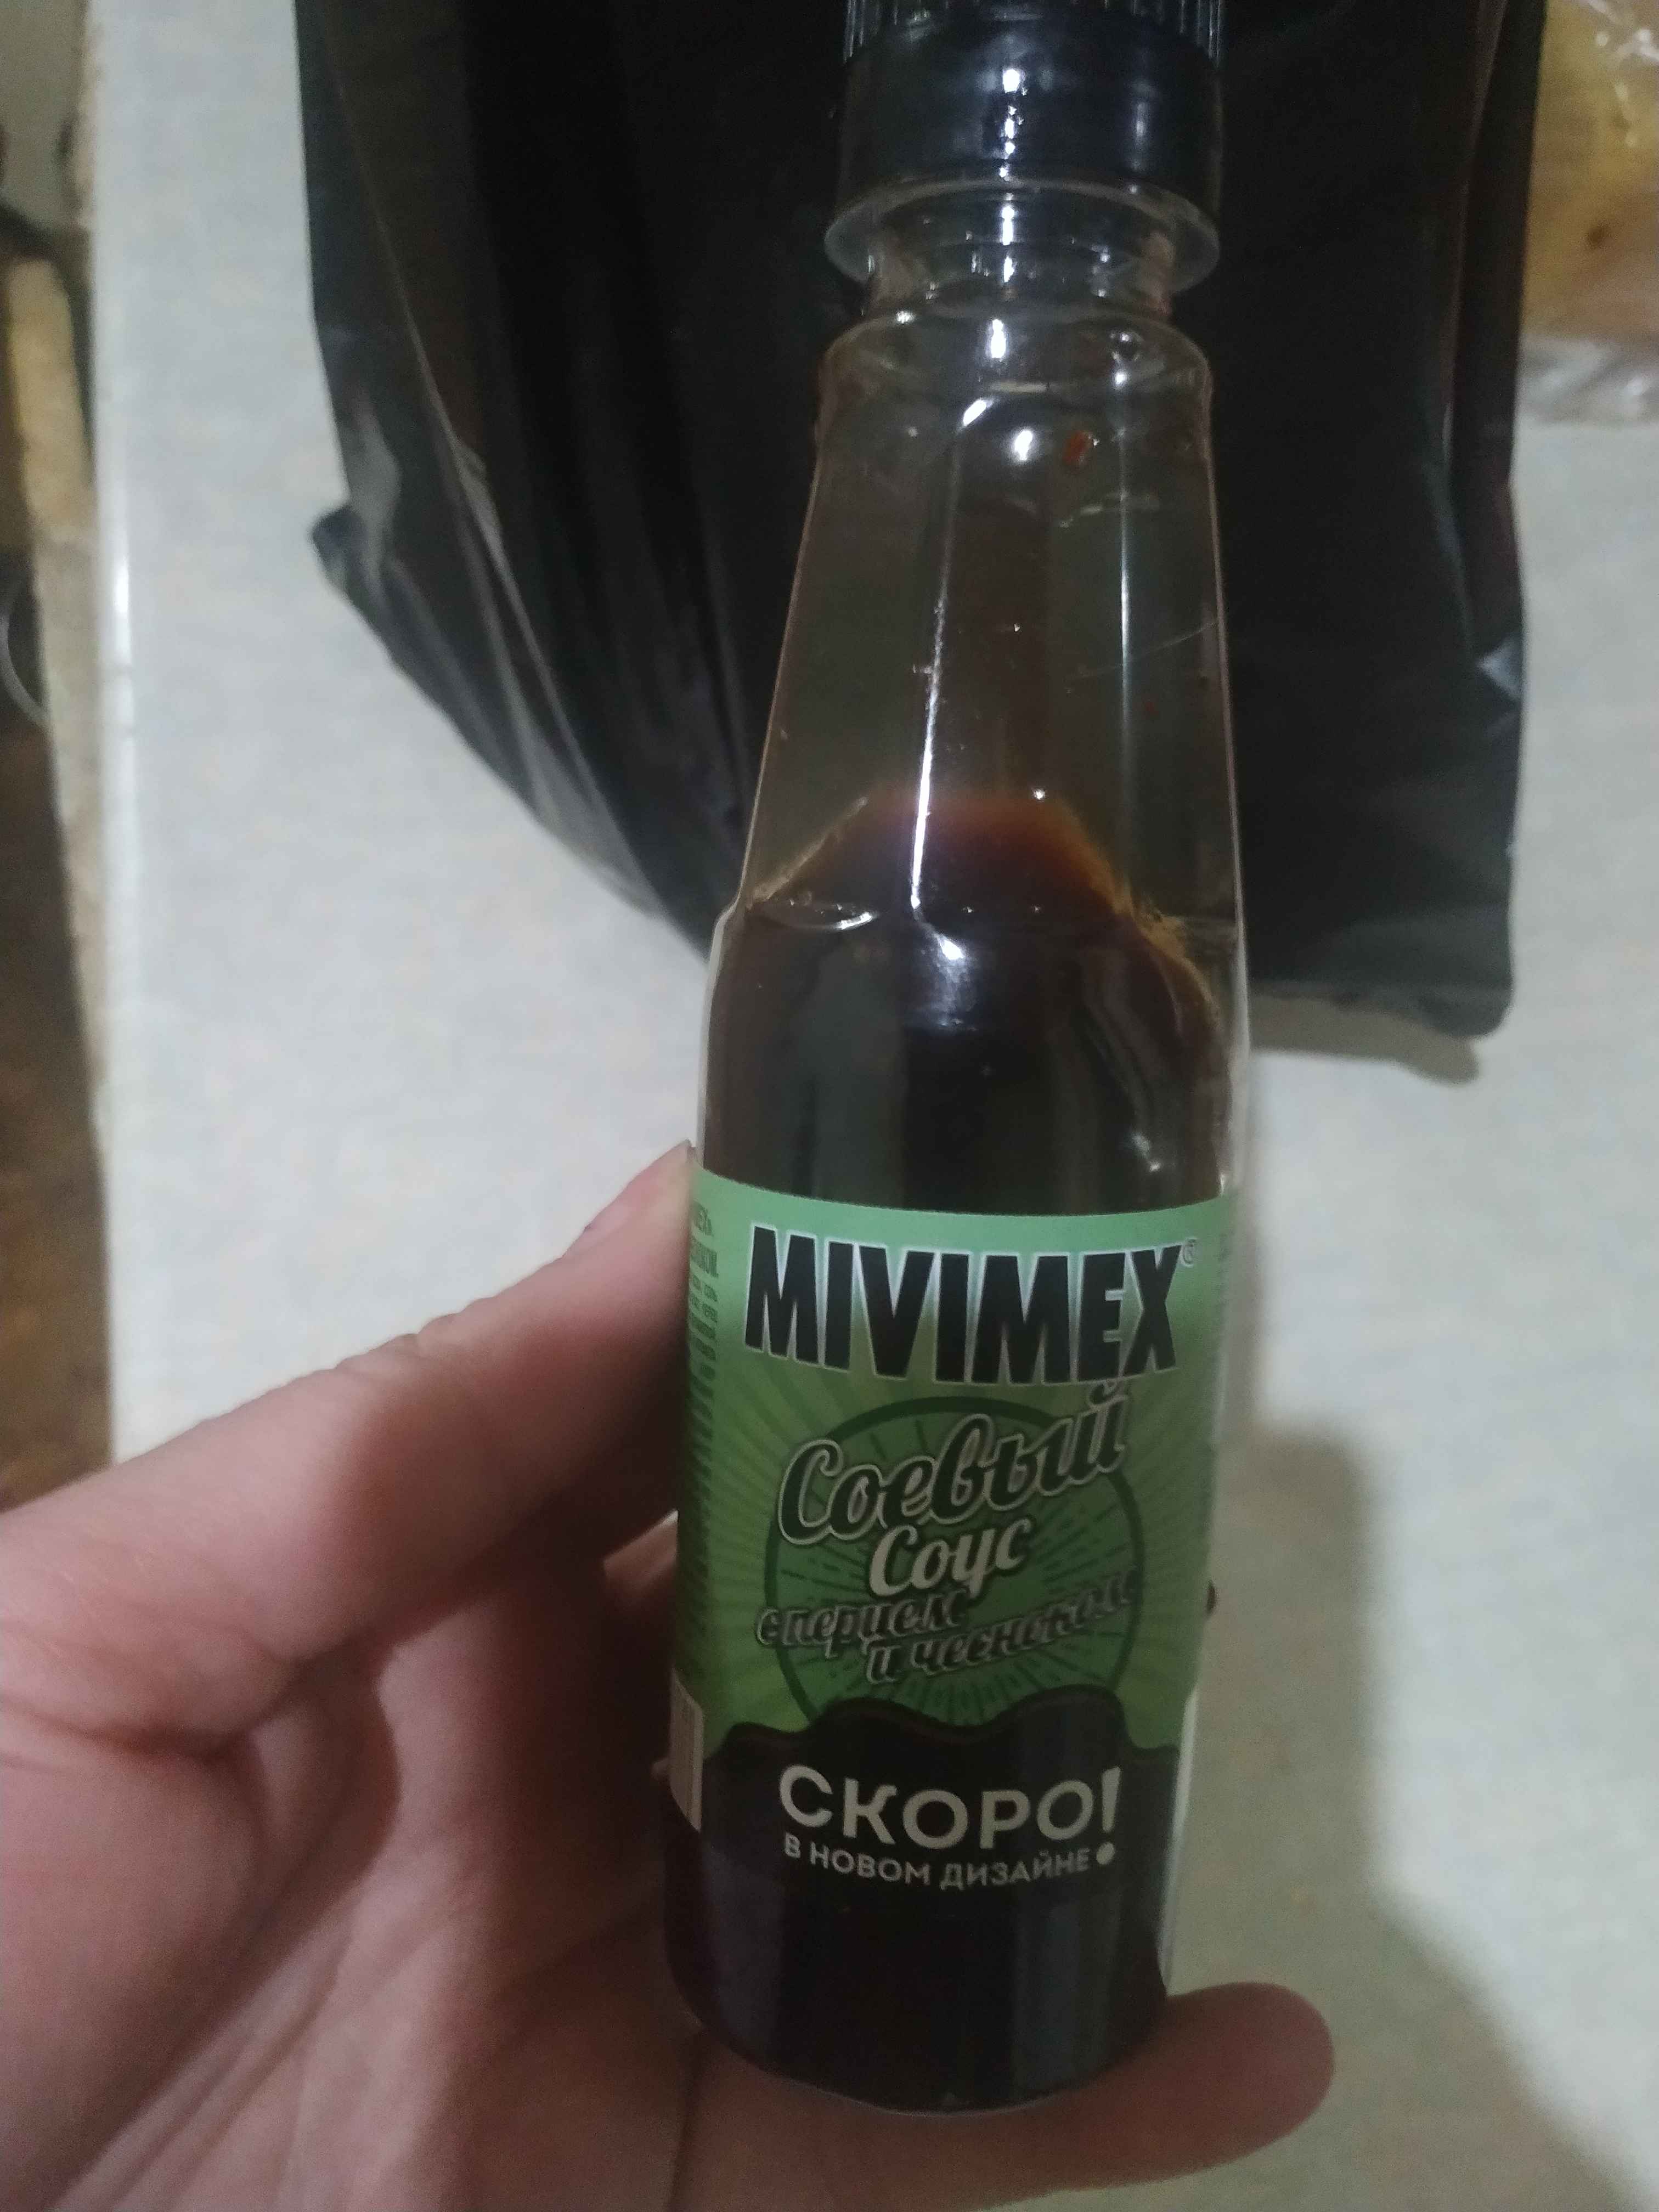 MIVIMEX®
Соевый
Соус
с перцем
и чесноком
СКОРО!
В НОВОМ ДИЗАЙНЕ